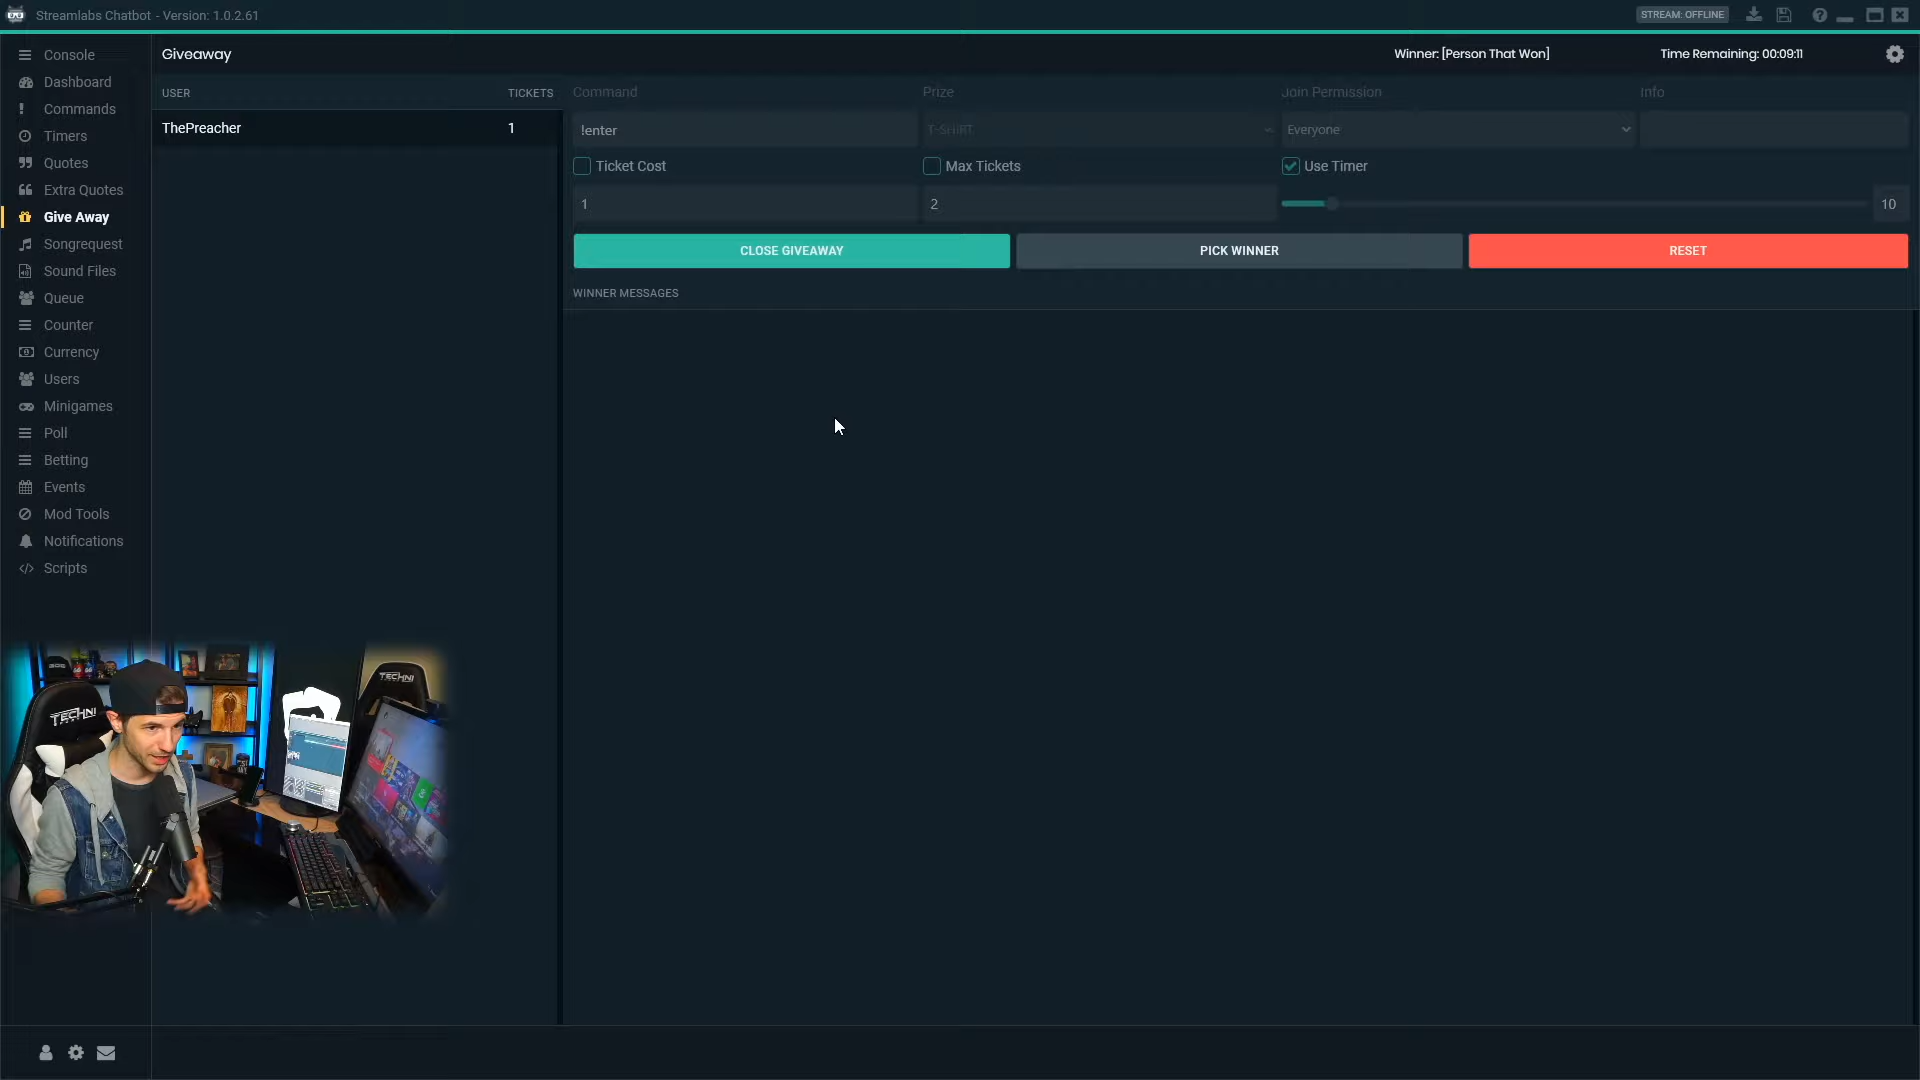 Streamlabs Chatbot - Version: 1.0.2.61
STREAM: OFFLINE
Console
Dashboard
Commands
Timers
Quotes
Extra Quotes
Give Away
Songrequest
Sound Files
Queue
Counter
Currency
Users
Minigames
Poll
Betting
Events
Mod Tools
Notifications
Scripts
Giveaway
Winner: [Person That Won]
Time Remaining: 00:09:11
USER TICKETS
ThePreacher 1
Command Prize Join Permission Info
!enter T-SHIRT Everyone
Ticket Cost Max Tickets Use Timer
1 2 10
CLOSE GIVEAWAY PICK WINNER RESET
WINNER MESSAGES
TECHNI
TECHNI